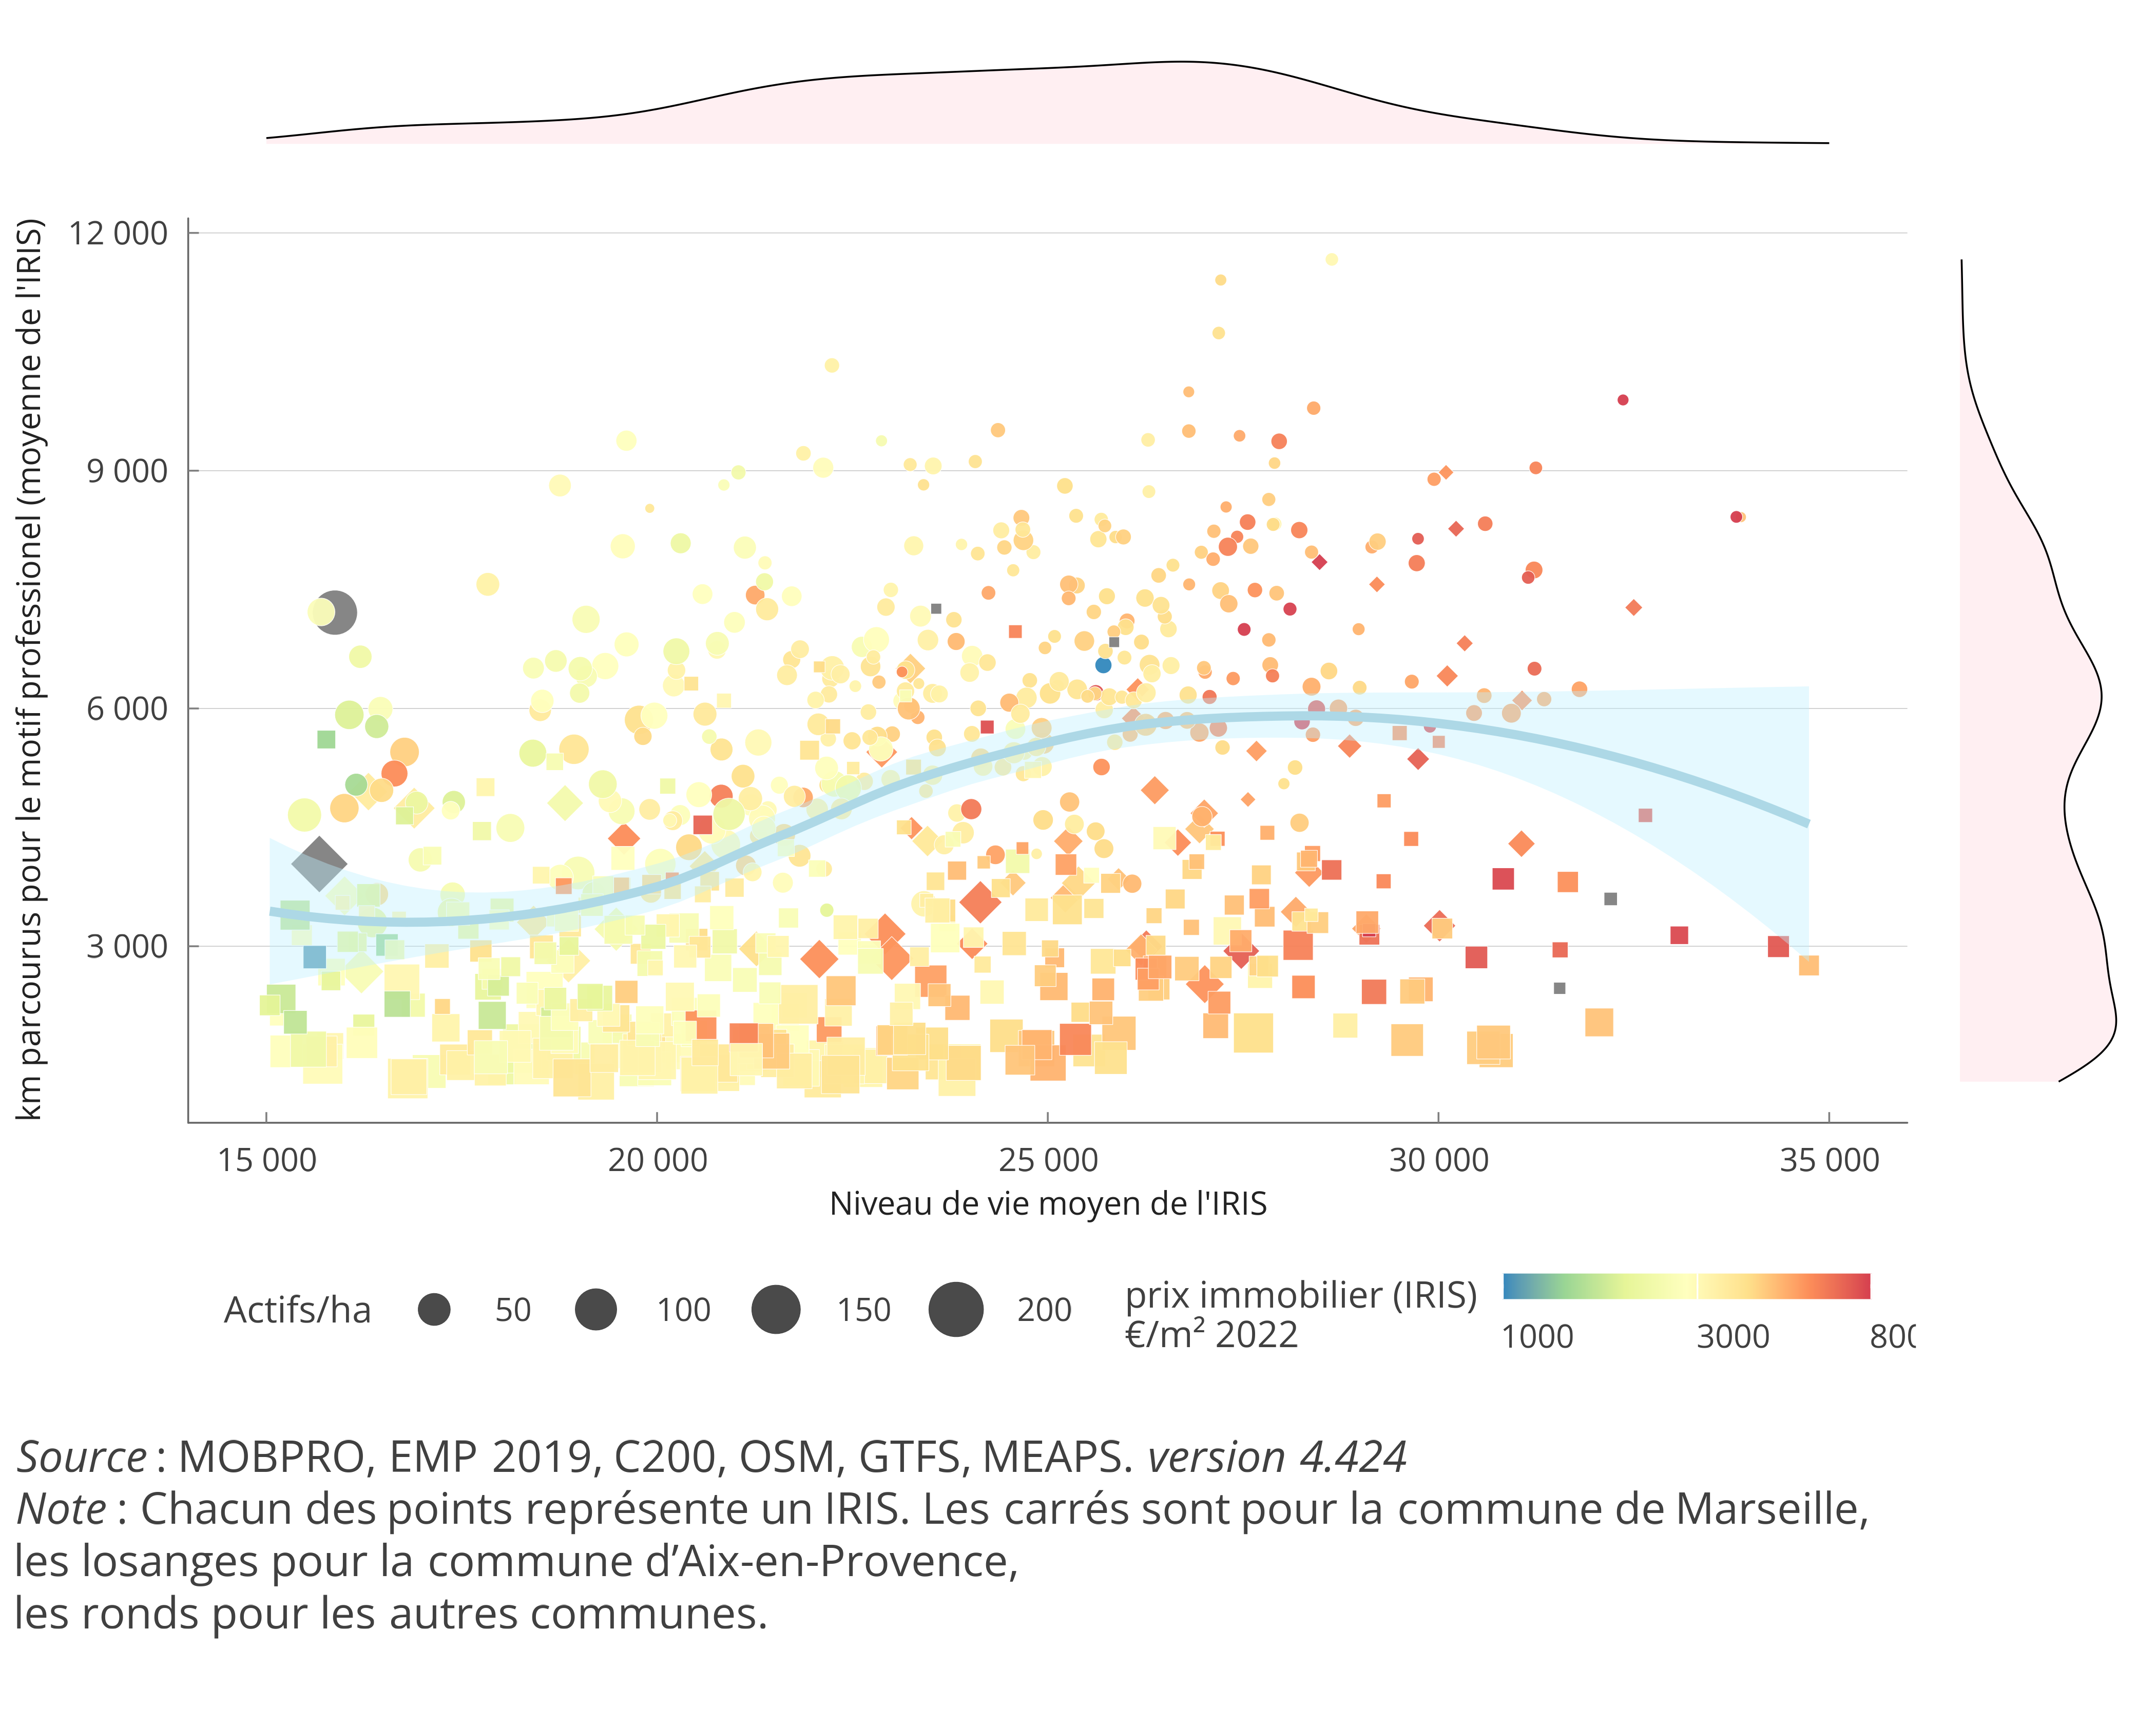 km parcourus pour le motif professionel (moyenne de l'IRIS)
12 000
9 000
6 000
3 000
15 000 20 000 25 000 30 000 35 000
Niveau de vie moyen de l'IRIS
Actifs/ha 50 100 150 200
prix immobilier (IRIS)
€/m² 2022
1000 3000 800
Source : MOBPRO, EMP 2019, C200, OSM, GTFS, MEAPS. version 4.424
Note : Chacun des points représente un IRIS. Les carrés sont pour la commune de Marseille,
les losanges pour la commune d’Aix-en-Provence,
les ronds pour les autres communes.